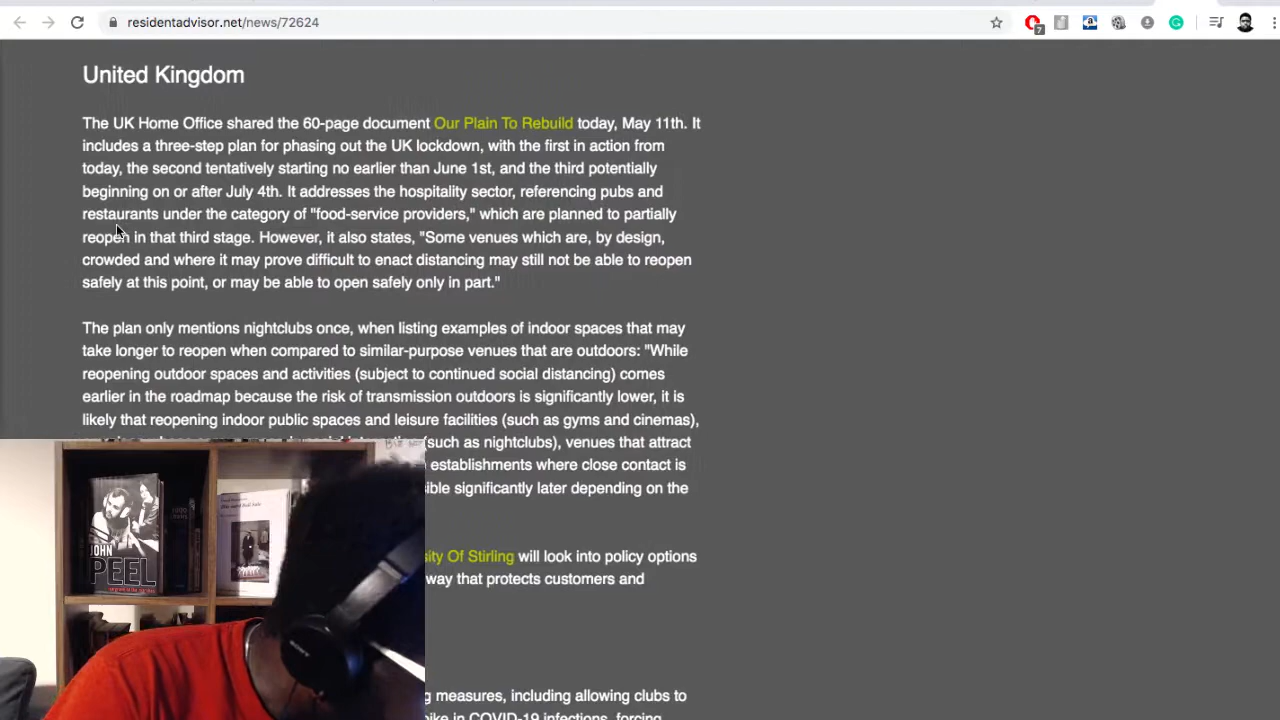 residentadvisor.net/news/72624
7
United Kingdom
The UK Home Office shared the 60-page document Our Plain To Rebuild today, May 11th. It
includes a three-step plan for phasing out the UK lockdown, with the first in action from
today, the second tentatively starting no earlier than June 1st, and the third potentially
beginning on or after July 4th. It addresses the hospitality sector, referencing pubs and
restaurants under the category of "food-service providers," which are planned to partially
reopen in that third stage. However, it also states, "Some venues which are, by design,
crowded and where it may prove difficult to enact distancing may still not be able to reopen
safely at this point, or may be able to open safely only in part."
The plan only mentions nightclubs once, when listing examples of indoor spaces that may
take longer to reopen when compared to similar-purpose venues that are outdoors: "While
reopening outdoor spaces and activities (subject to continued social distancing) comes
earlier in the roadmap because the risk of transmission outdoors is significantly lower, it is
likely that reopening indoor public spaces and leisure facilities (such as gyms and cinemas),
(such as nightclubs), venues that attract
establishments where close contact is
significantly later depending on the
Of Stirling will look into policy options
way that protects customers and
measures, including allowing clubs to
in COVID-19 infections, forcing
JOHN
PEEL
SONY